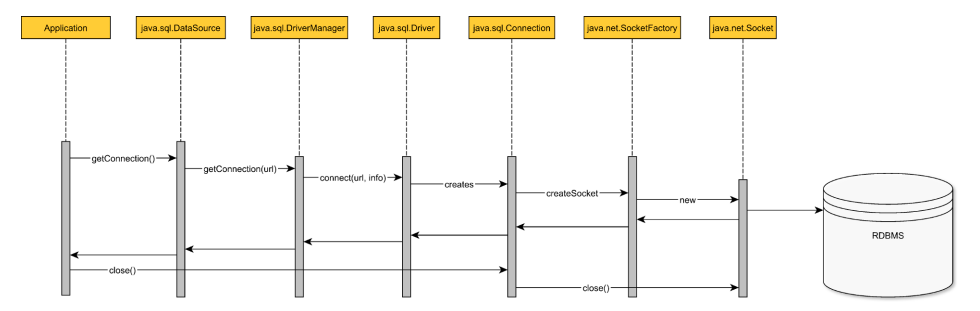 Application
java.sql.DataSource
java.sql.DriverManager
java.sql.Driver
java.sql.Connection
java.net.SocketFactory
java.net.Socket
getConnection()
getConnection(url)
connect(url, info)
creates
createSocket
new
RDBMS
close()
close()